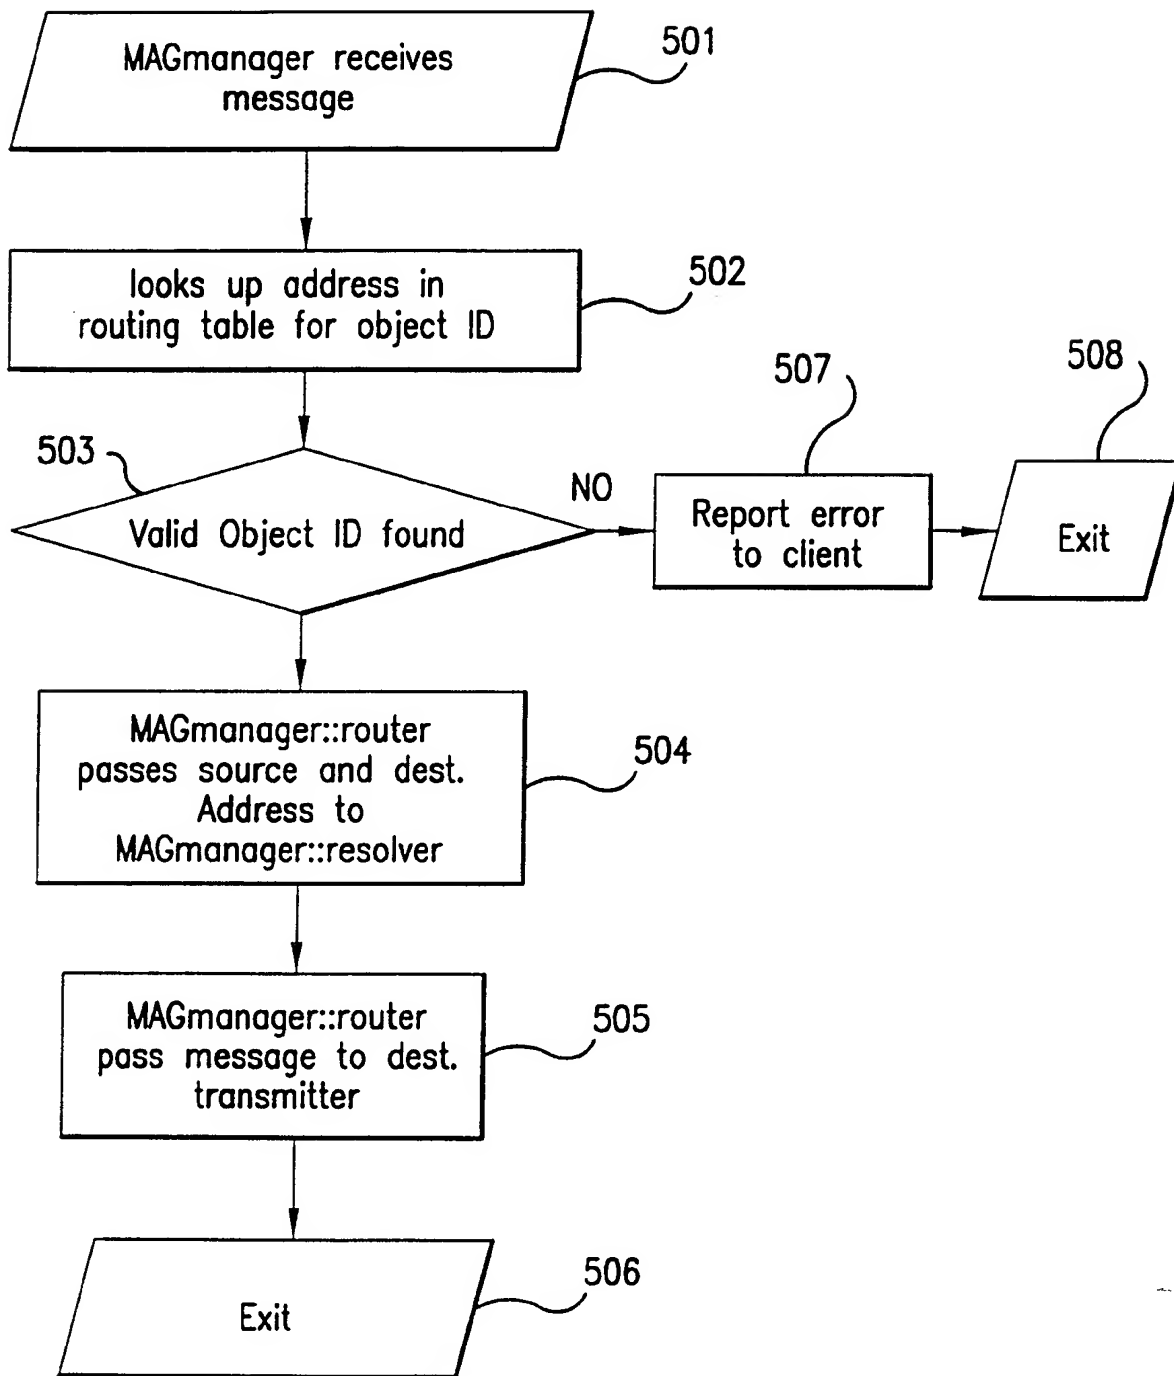 MAGmanager receives
message
501
looks up address in
routing table for object ID
502
503
Valid Object ID found
NO
507
Report error
to client
508
Exit
MAGmanager::router
passes source and dest.
Address to
MAGmanager::resolver
504
MAGmanager::router
pass message to dest.
transmitter
505
Exit
506